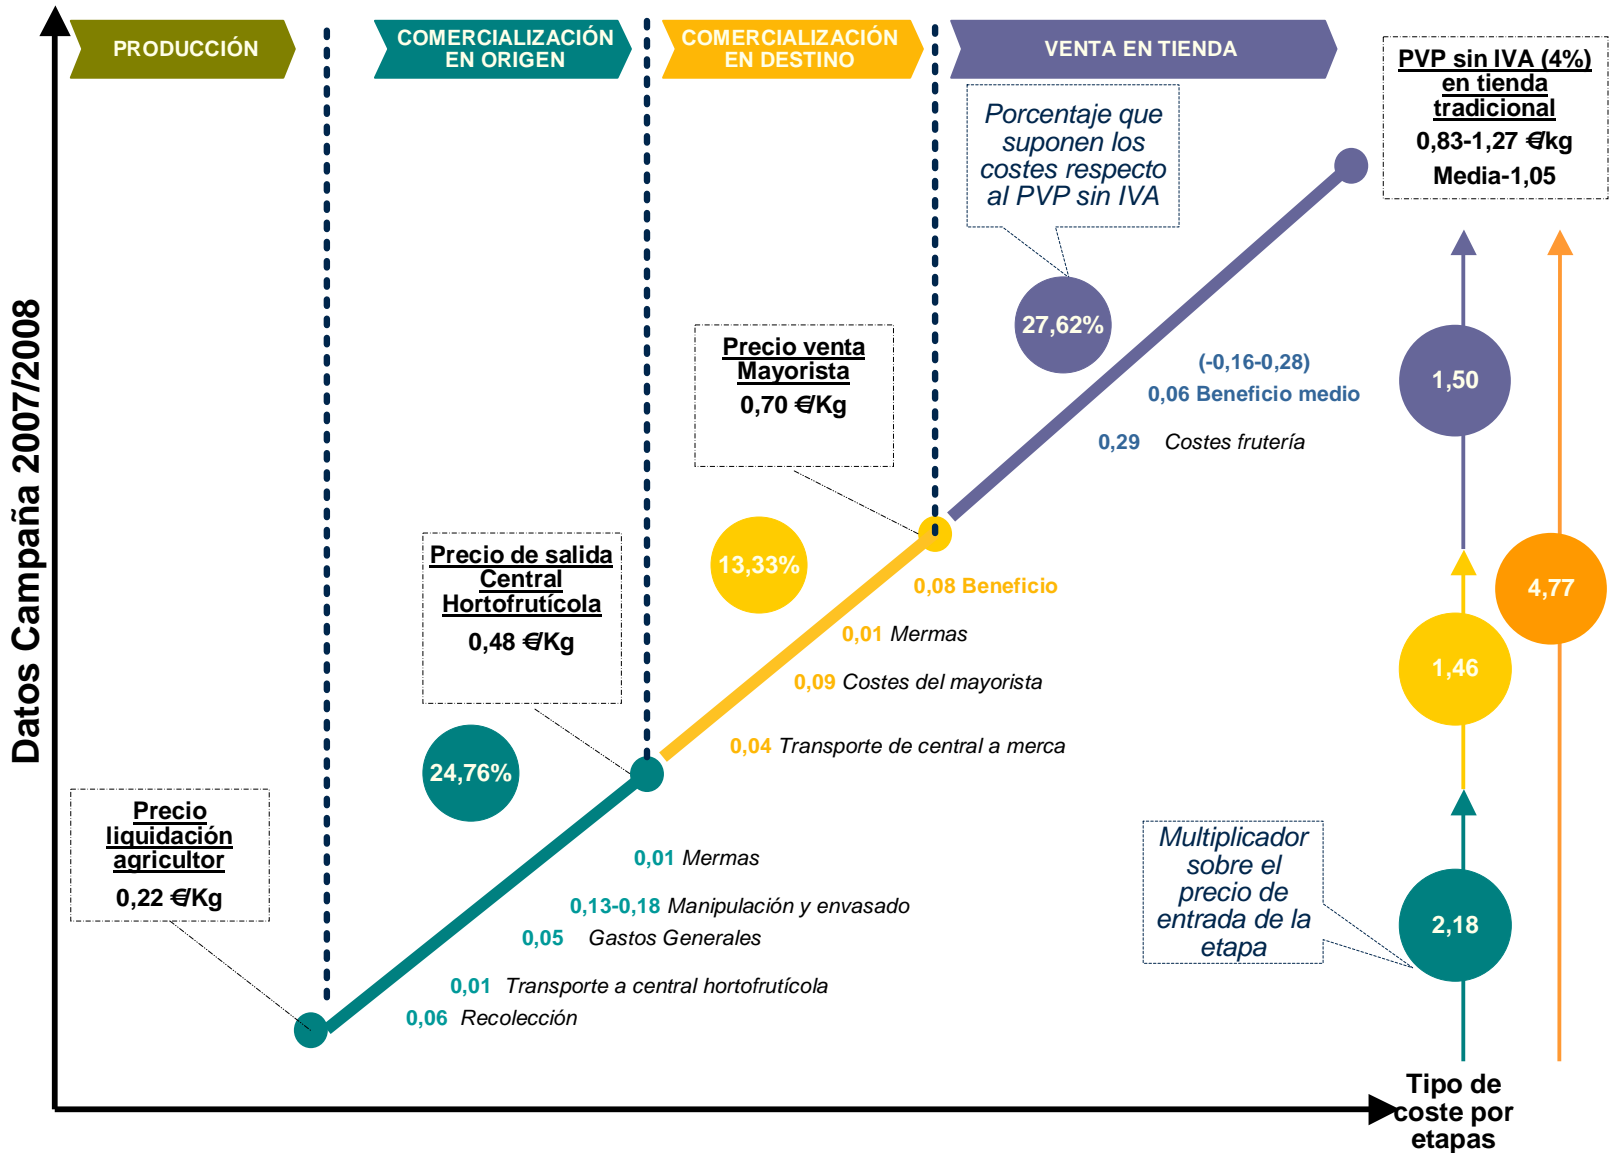 PRODUCCIÓN
COMERCIALIZACIÓN
EN ORIGEN
COMERCIALIZACIÓN
EN DESTINO
VENTA EN TIENDA
PVP sin IVA (4%)
en tienda
tradicional
0,83-1,27 €/kg
Media-1,05
Datos Campaña 2007/2008
Porcentaje que
suponen los
costes respecto
al PVP sin IVA
27,62%
Precio venta
Mayorista
0,70 €/Kg
(-0,16-0,28)
0,06 Beneficio medio
0,29 Costes frutería
1,50
Precio de salida
Central
Hortofrutícola
0,48 €/Kg
13,33%
0,08 Beneficio
0,01 Mermas
0,09 Costes del mayorista
0,04 Transporte de central a merca
4,77
1,46
24,76%
Precio
liquidación
agricultor
0,22 €/Kg
0,01 Mermas
0,13-0,18 Manipulación y envasado
0,05 Gastos Generales
0,01 Transporte a central hortofrutícola
0,06 Recolección
Multiplicador
sobre el
precio de
entrada de la
etapa
2,18
Tipo de
coste por
etapas